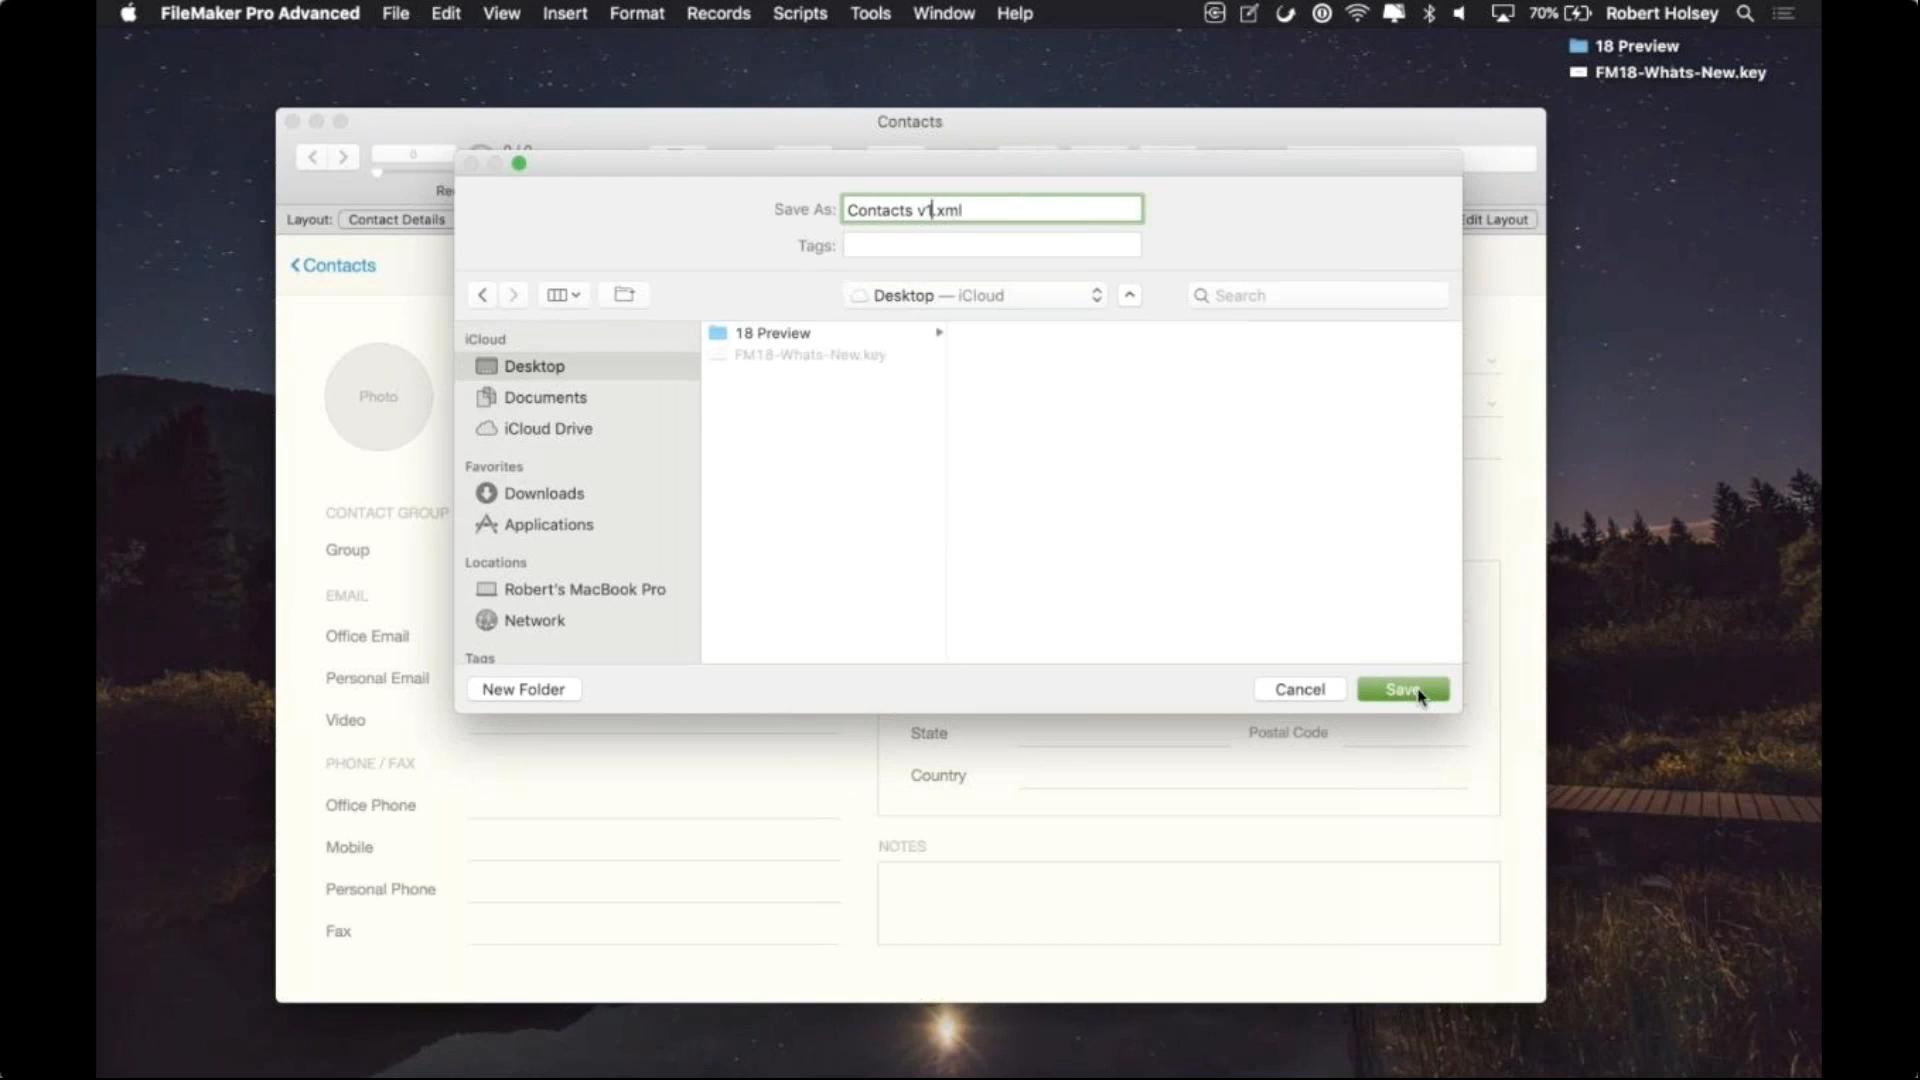 FileMaker Pro Advanced File Edit View Insert Format Records Scripts Tools Window Help 70% Robert Holsey
18 Preview
FM18-Whats-New.key
Contacts
0
Layout: Contact Details
Edit Layout
Save As: Contacts v1.xml
Tags:
Contacts
Desktop — iCloud
Search
iCloud
Desktop
Documents
iCloud Drive
Favorites
Downloads
Applications
Locations
Robert's MacBook Pro
Network
Tags
18 Preview
FM18-Whats-New.key
New Folder
Cancel
Save
Photo
CONTACT GROUP
Group
EMAIL
Office Email
Personal Email
Video
PHONE / FAX
Office Phone
Mobile
Personal Phone
Fax
State
Postal Code
Country
NOTES